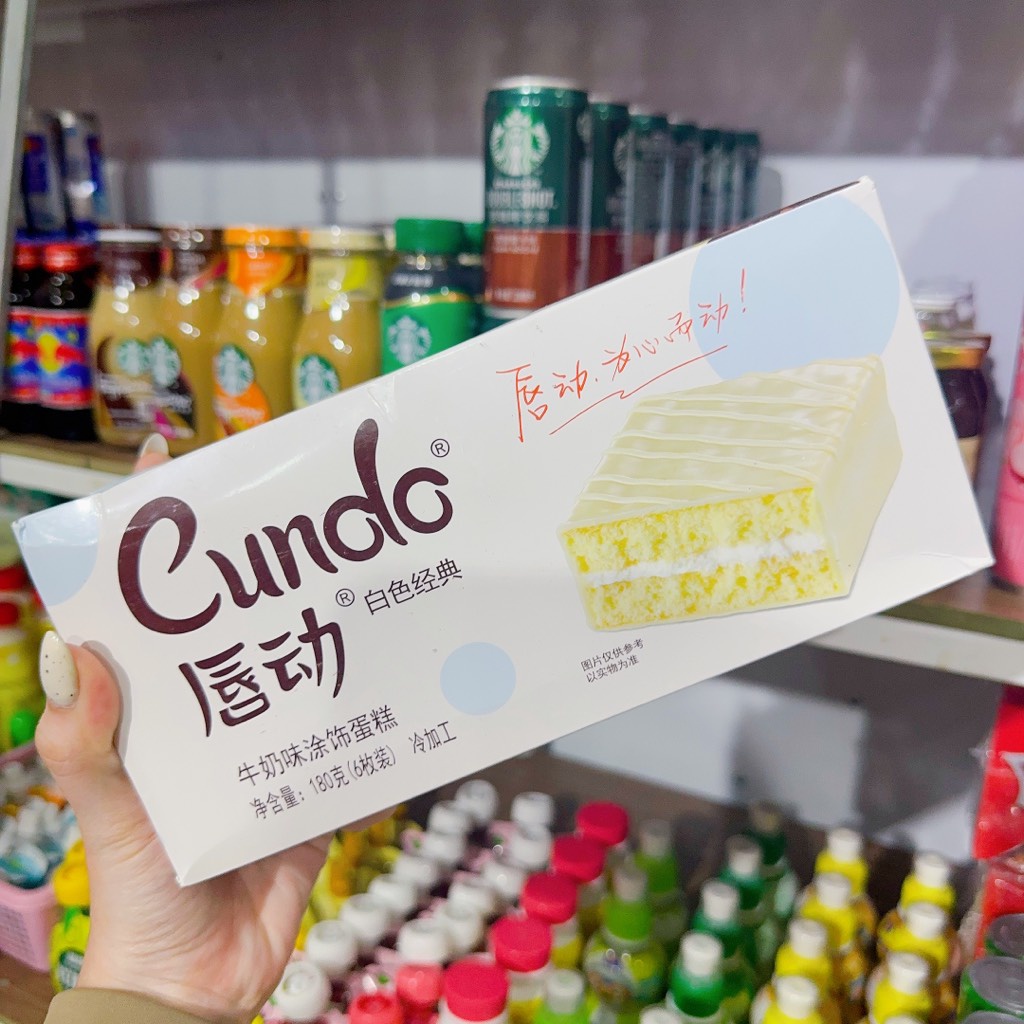 唇动.为心而动！
Cundo®
唇动® 白色经典
牛奶味涂饰蛋糕
净含量：180克(6枚装) 冷加工
图片仅供参考
以实物为准